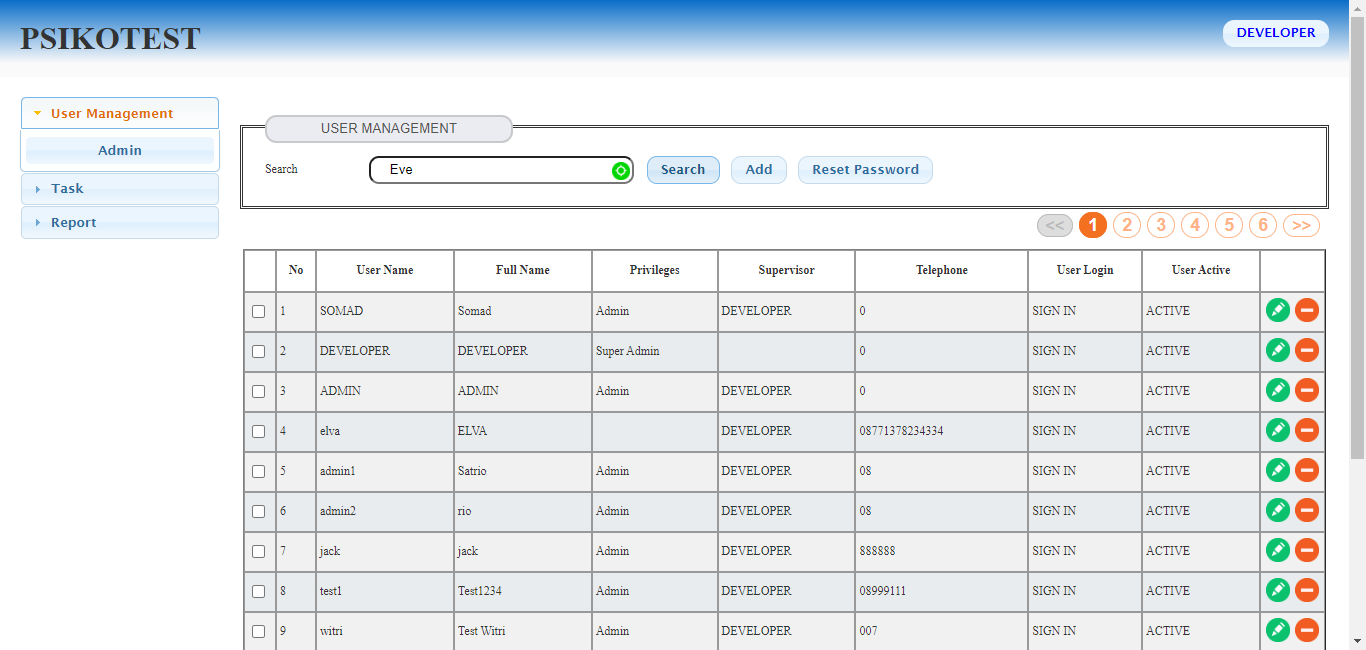 PSIKOTEST
DEVELOPER
User Management
Admin
Task
Report
USER MANAGEMENT
Search Eve Search Add Reset Password
<< 1 2 3 4 5 6 >>
No User Name Full Name Privileges Supervisor Telephone User Login User Active
1 SOMAD Somad Admin DEVELOPER 0 SIGN IN ACTIVE
2 DEVELOPER DEVELOPER Super Admin 0 SIGN IN ACTIVE
3 ADMIN ADMIN Admin DEVELOPER 0 SIGN IN ACTIVE
4 elva ELVA DEVELOPER 08771378234334 SIGN IN ACTIVE
5 admin1 Satrio Admin DEVELOPER 08 SIGN IN ACTIVE
6 admin2 rio Admin DEVELOPER 08 SIGN IN ACTIVE
7 jack jack Admin DEVELOPER 888888 SIGN IN ACTIVE
8 test1 Test1234 Admin DEVELOPER 08999111 SIGN IN ACTIVE
9 witri Test Witri Admin DEVELOPER 007 SIGN IN ACTIVE